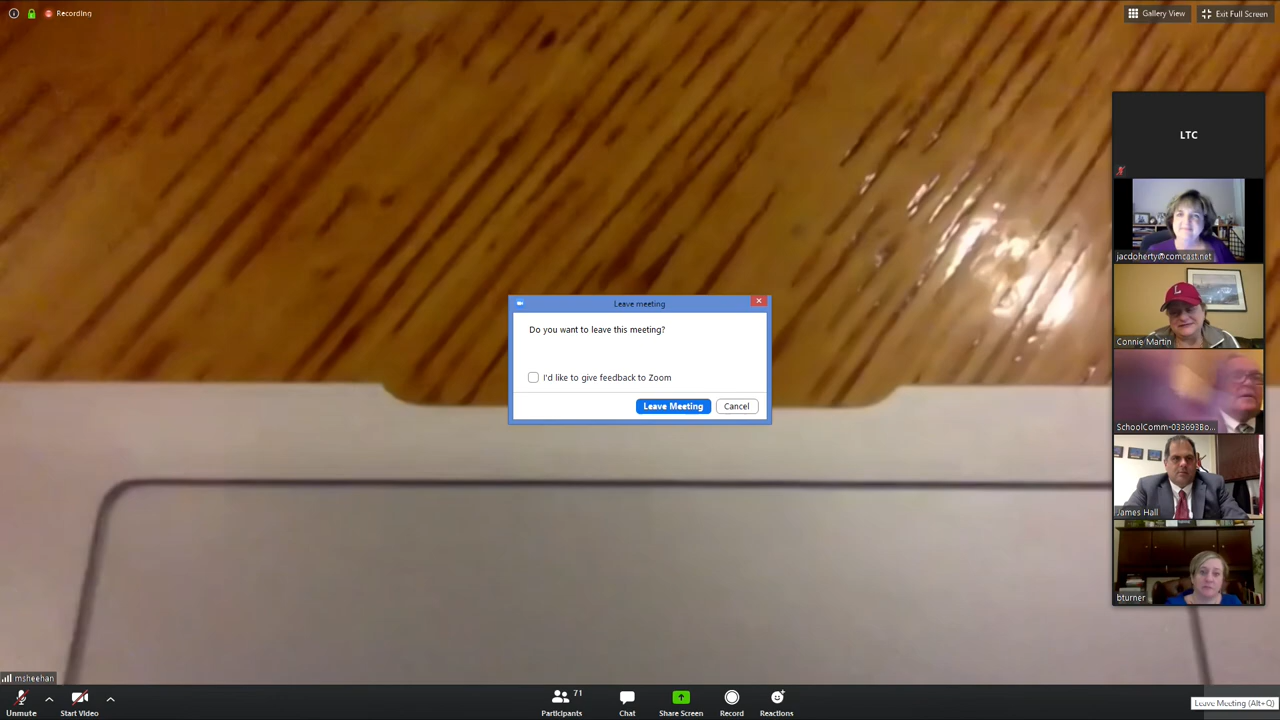 Recording
Gallery View
Exit Full Screen
LTC
jacdoherty@comcast.net
L
Connie Martin
SchoolComm-033693Bo...
James Hall
bturner
Leave meeting
Do you want to leave this meeting?
I'd like to give feedback to Zoom
Leave Meeting
Cancel
msheehan
Unmute
Start Video
Participants
71
Chat
Share Screen
Record
Reactions
Leave Meeting (Alt+Q)